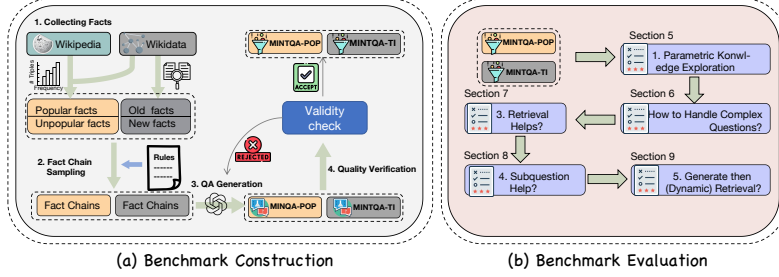 1. Collecting Facts
Wikipedia
Wikidata
# Triples
Frequency
Popular facts
Unpopular facts
Old facts
New facts
2. Fact Chain
Sampling
Rules
Fact Chains
Fact Chains
3. QA Generation
MINQA-POP
MINTQA-TI
4. Quality Verification
Validity
check
REJECTED
ACCEPT
MINTQA-POP
MINTQA-TI
(a) Benchmark Construction
MINTQA-POP
MINTQA-TI
Section 5
1. Parametric Konwl-
edge Exploration
Section 6
How to Handle Complex
Questions?
Section 7
3. Retrieval
Helps?
Section 8
4. Subquestion
Help?
Section 9
5. Generate then
(Dynamic) Retrieval?
(b) Benchmark Evaluation